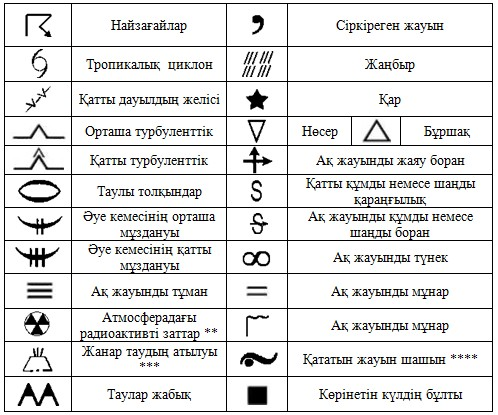 Найзағайлар
Сіркіреген жауын
Тропикалық циклон
Жаңбыр
Қатты дауылдың желісі
Қар
Орташа турбуленттік
Нөсер
Бұршақ
Қатты турбуленттік
Ақ жауынды жаяу боран
Таулы толқындар
Қатты құмды немесе шаңды
қараңғылық
Әуе кемесінің орташа
мұздануы
Ақ жауынды құмды немесе
шаңды боран
Әуе кемесінің қатты
мұздануы
Ақ жауынды түнек
Ақ жауынды тұман
Ақ жауынды мұнар
Атмосферадағы
радиоактивті заттар **
Ақ жауынды мұнар
Жанар таудың атылуы
***
Қататын жауын шашын ****
Таулар жабық
Көрінетін күлдің бұлты